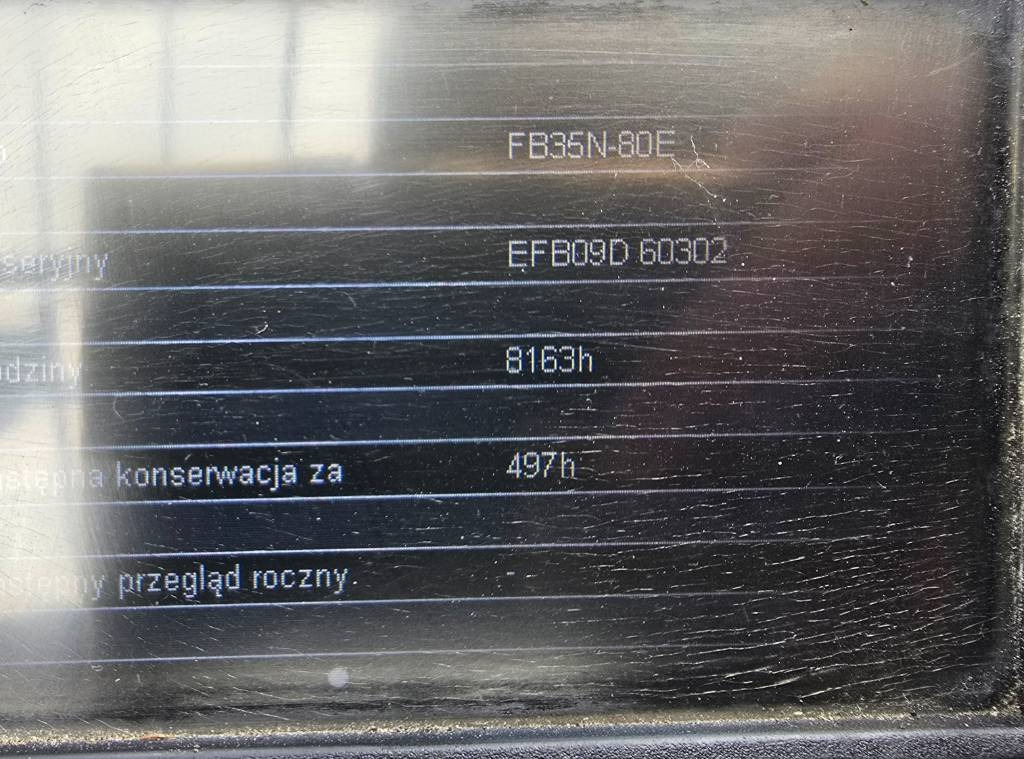 FB35N-80E
seryjny EFB09D 60302
dziny 8163h
stępna konserwacja za 497h
stępny przegląd roczny -